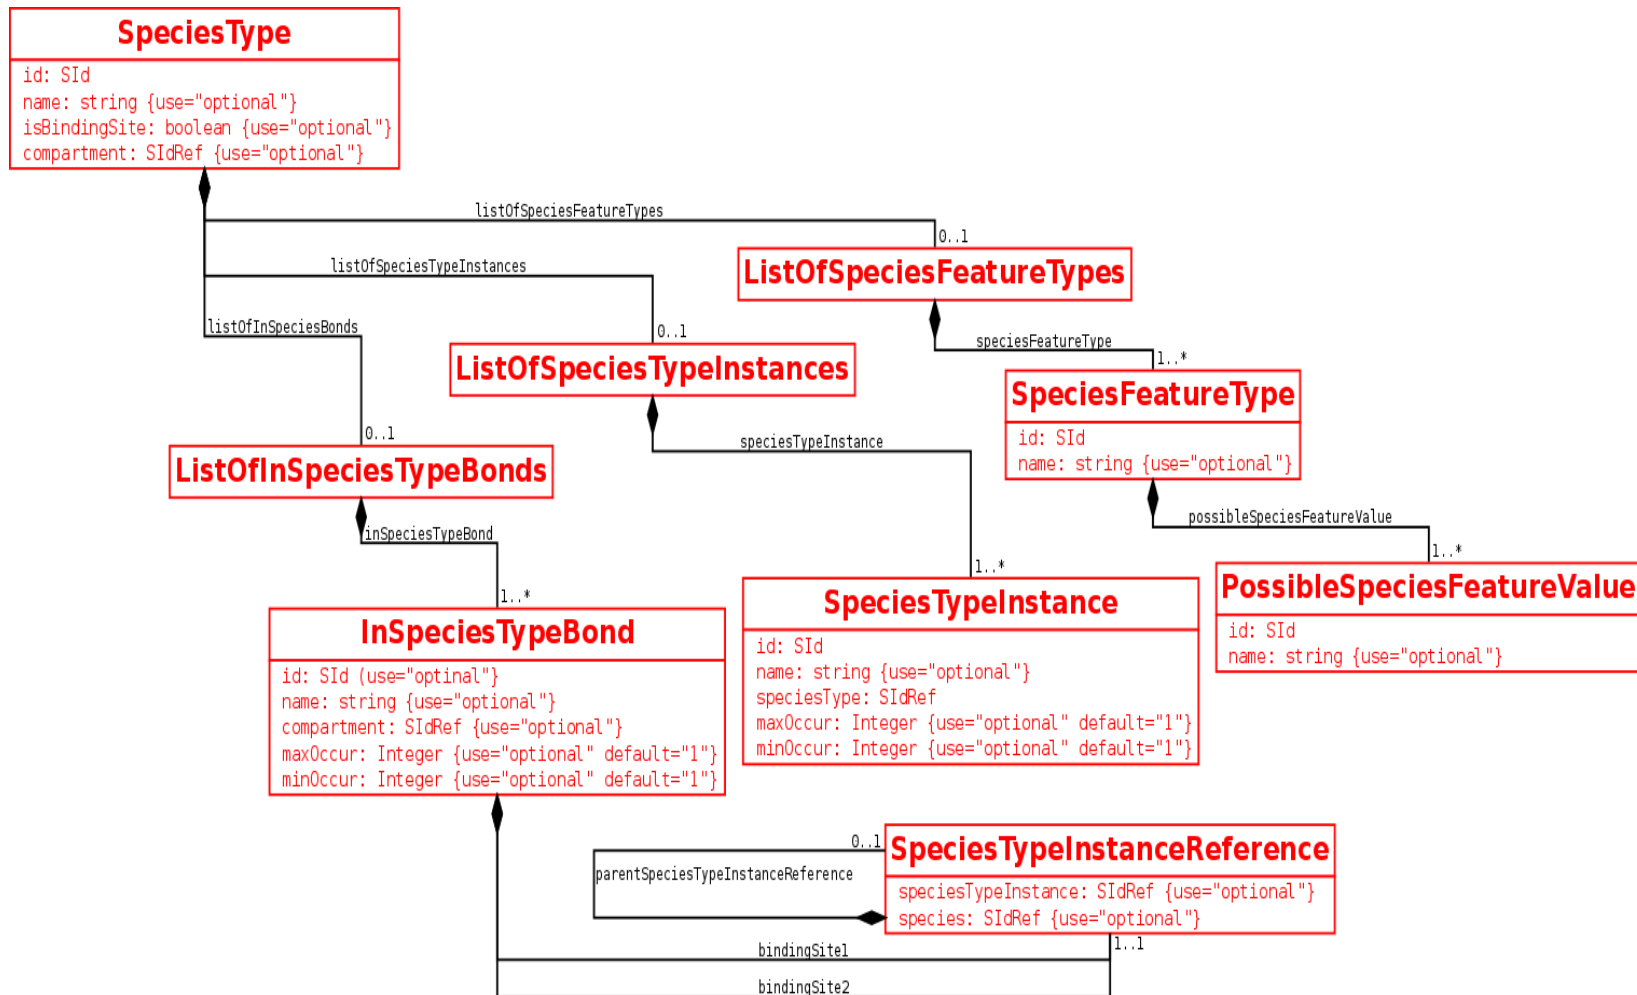 SpeciesType
id: SId
name: string {use="optional"}
isBindingSite: boolean {use="optional"}
compartment: SIdRef {use="optional"}
listOfSpeciesFeatureTypes
0..1
ListOfSpeciesFeatureTypes
listOfSpeciesTypeInstances
0..1
ListOfSpeciesTypeInstances
listOfInSpeciesBonds
0..1
ListOfInSpeciesTypeBonds
speciesFeatureType
1..*
SpeciesFeatureType
id: SId
name: string {use="optional"}
speciesTypeInstance
1..*
possibleSpeciesFeatureValue
1..*
PossibleSpeciesFeatureValue
id: SId
name: string {use="optional"}
inSpeciesTypeBond
1..*
InSpeciesTypeBond
id: SId (use="optinal"}
name: string {use="optional"}
compartment: SIdRef {use="optional"}
maxOccur: Integer {use="optional" default="1"}
minOccur: Integer {use="optional" default="1"}
SpeciesTypeInstance
id: SId
name: string {use="optional"}
speciesType: SIdRef
maxOccur: Integer {use="optional" default="1"}
minOccur: Integer {use="optional" default="1"}
0..1
parentSpeciesTypeInstanceReference
SpeciesTypeInstanceReference
speciesTypeInstance: SIdRef {use="optional"}
species: SIdRef {use="optional"}
1..1
bindingSite1
bindingSite2